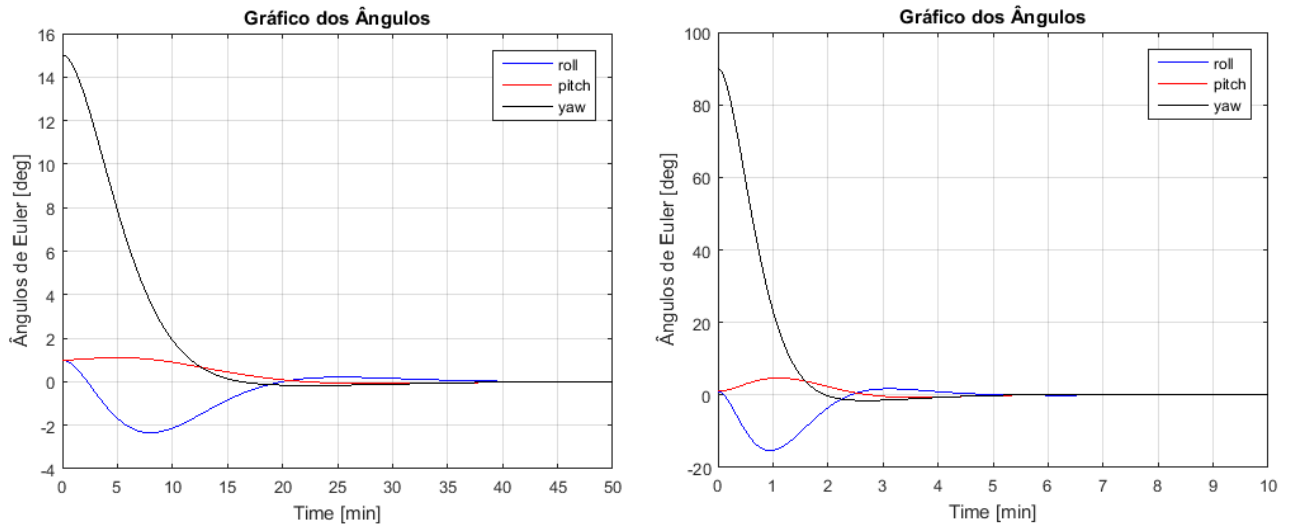 Gráfico dos Ângulos
16
14
12
10
8
6
4
2
0
-2
-4
Ângulos de Euler [deg]
roll
pitch
yaw
0 5 10 15 20 25 30 35 40 45 50
Time [min]
Gráfico dos Ângulos
100
80
60
40
20
0
-20
Ângulos de Euler [deg]
roll
pitch
yaw
0 1 2 3 4 5 6 7 8 9 10
Time [min]